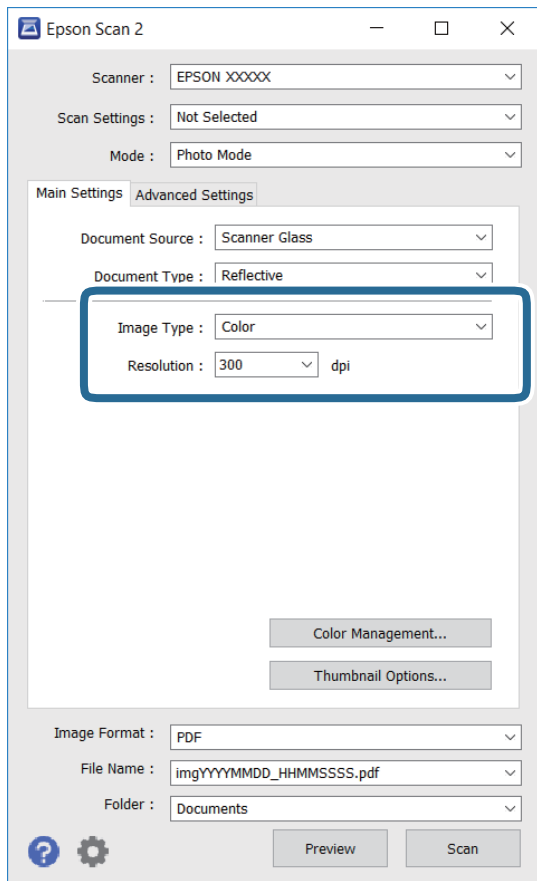 Epson Scan 2
Scanner : EPSON XXXXX
Scan Settings : Not Selected
Mode : Photo Mode
Main Settings Advanced Settings
Document Source : Scanner Glass
Document Type : Reflective
Image Type : Color
Resolution : 300 dpi
Color Management...
Thumbnail Options...
Image Format : PDF
File Name : imgYYYYMMDD_HHMMSSSS.pdf
Folder : Documents
? Preview Scan